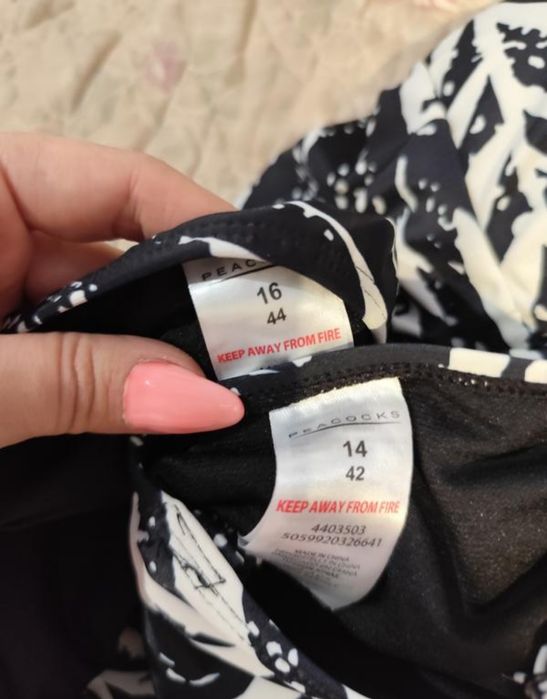 PEACOCKS
16
44
KEEP AWAY FROM FIRE
PEACOCKS
14
42
KEEP AWAY FROM FIRE
4403503
5059920326641
MADE IN CHINA